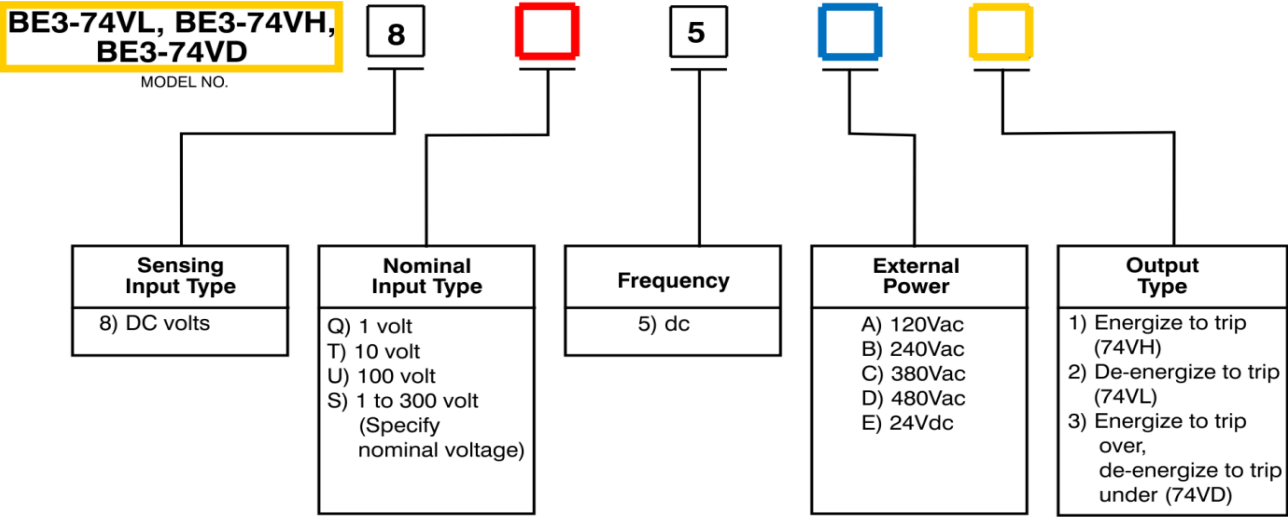 BE3-74VL, BE3-74VH,
BE3-74VD
MODEL NO.
8
5
Sensing
Input Type
8) DC volts
Nominal
Input Type
Q) 1 volt
T) 10 volt
U) 100 volt
S) 1 to 300 volt
(Specify
nominal voltage)
Frequency
5) dc
External
Power
A) 120Vac
B) 240Vac
C) 380Vac
D) 480Vac
E) 24Vdc
Output
Type
1) Energize to trip
(74VH)
2) De-energize to trip
(74VL)
3) Energize to trip
over,
de-energize to trip
under (74VD)